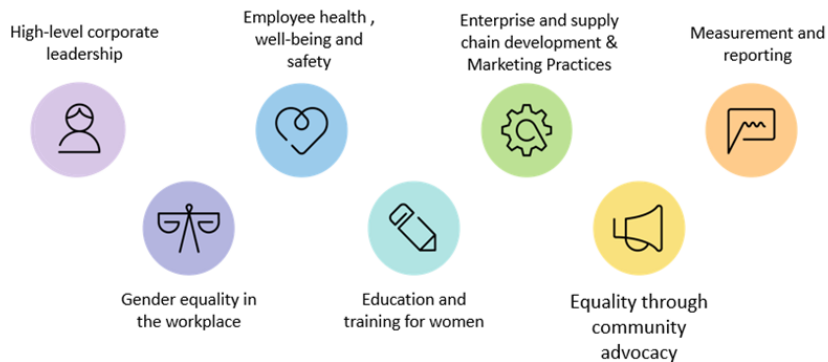 High-level corporate
leadership
Employee health ,
well-being and
safety
Enterprise and supply
chain development &
Marketing Practices
Measurement and
reporting
Gender equality in
the workplace
Education and
training for women
Equality through
community
advocacy